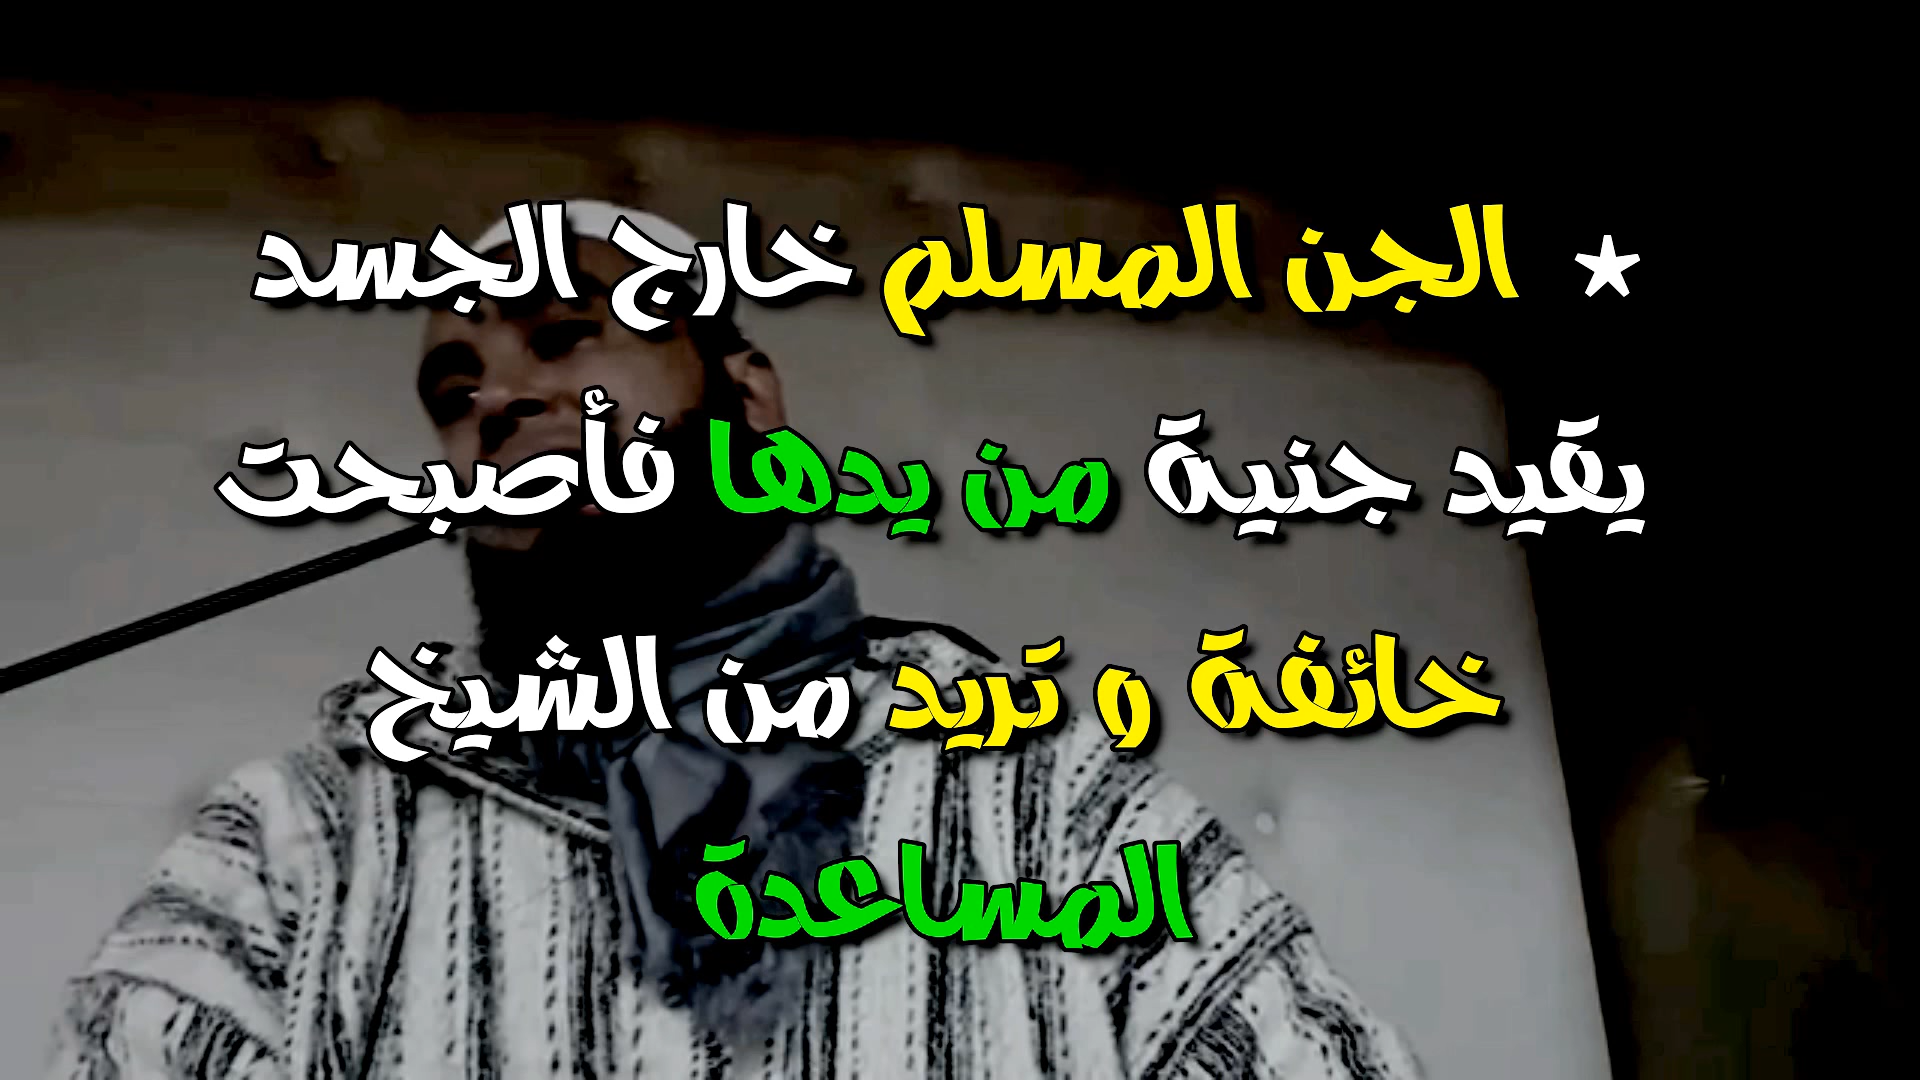 ★ الجن المسلم خارج الجسد
يقيد جنية من يدها فأصبحت
خائفة و تريد من الشيخ
المساعدة